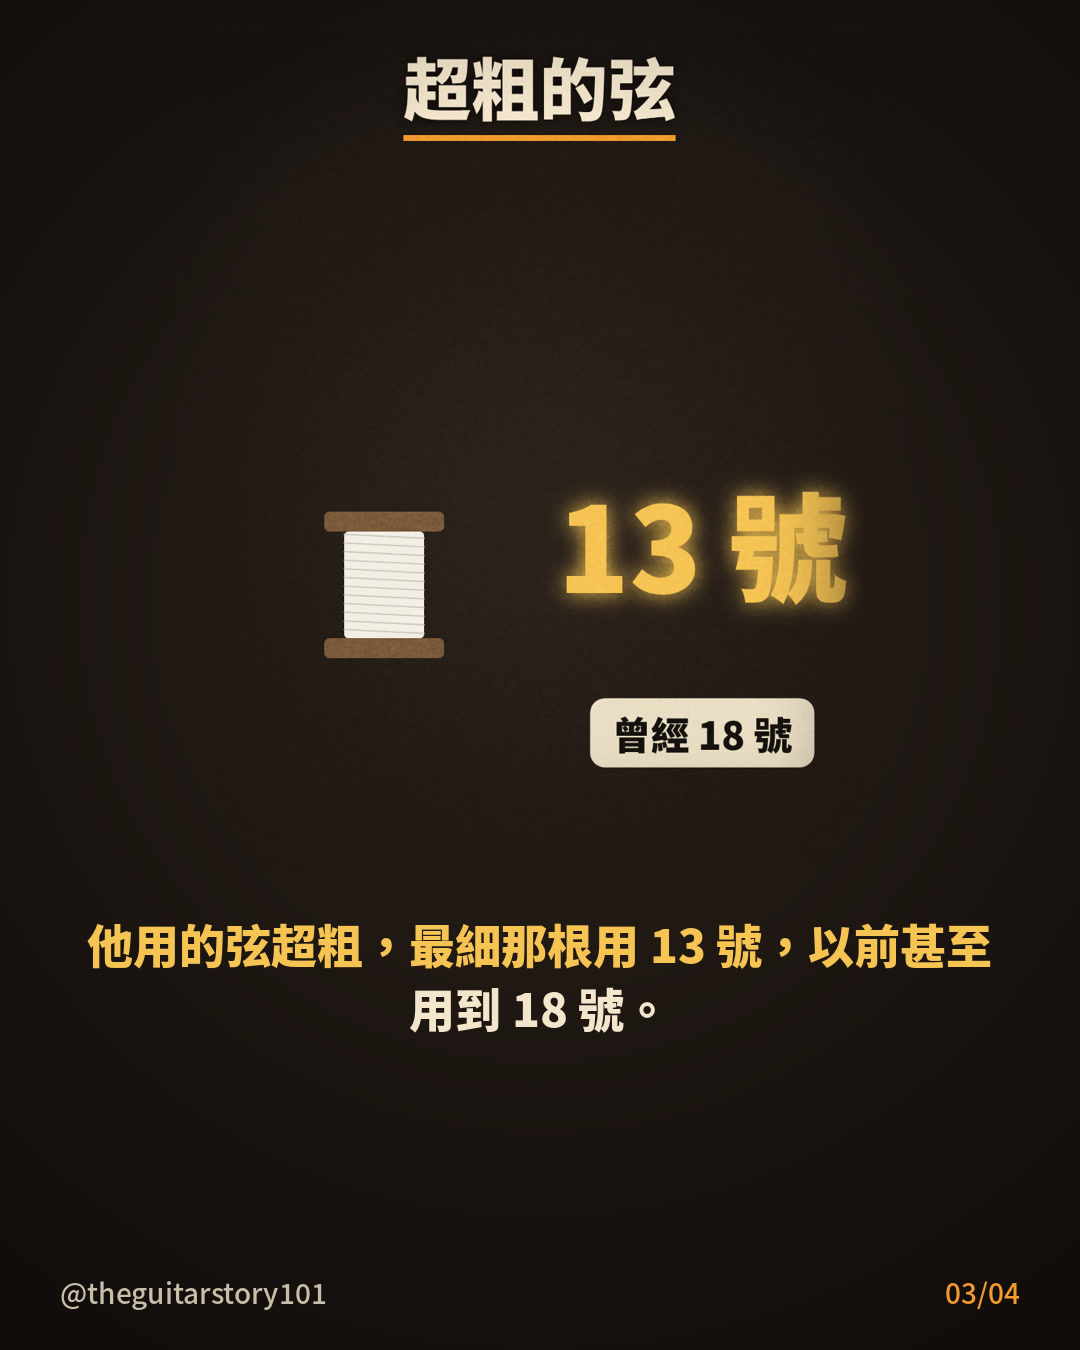 超粗的弦
13 號
曾經 18 號
他用的弦超粗，最細那根用 13 號，以前甚至
用到 18 號。
@theguitarstory101
03/04